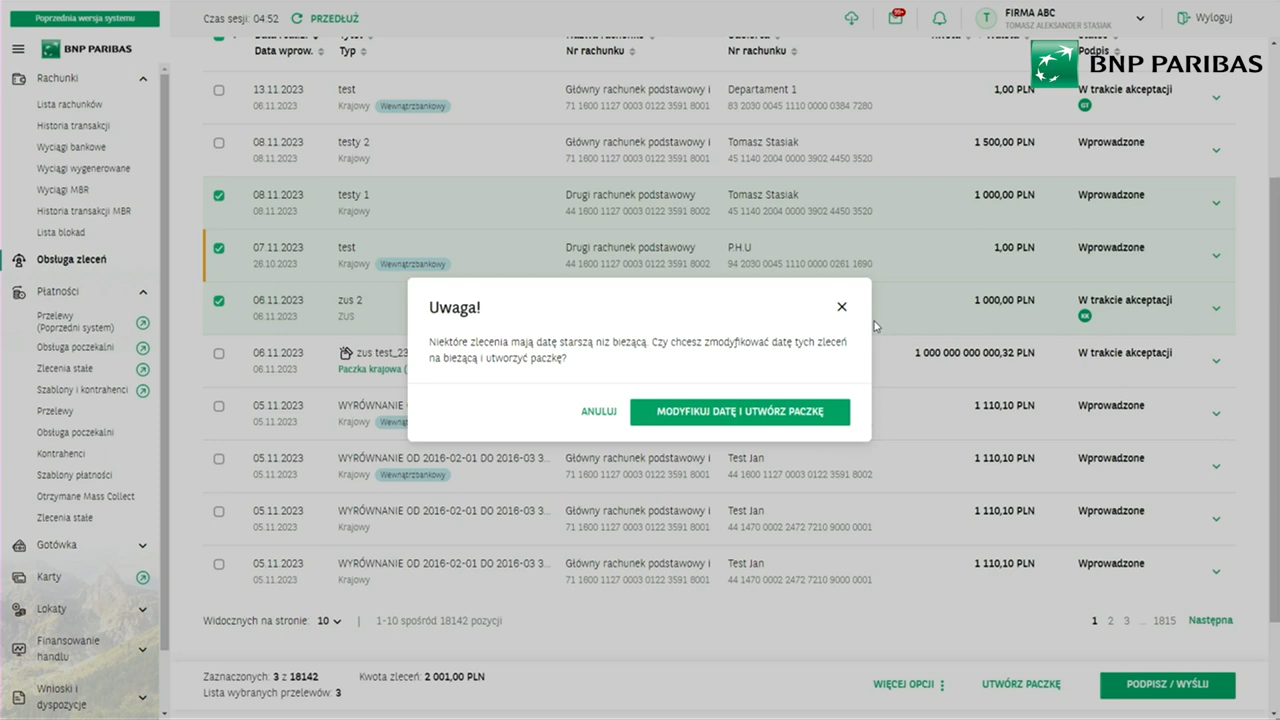 Poprzednia wersja systemu
Czas sesji: 04:52 PRZEDŁUŻ
99+
T
FIRMA ABC
TOMASZ ALEKSANDER STASIAK
Wyloguj
BNP PARIBAS
BNP PARIBAS
Rachunki
Lista rachunków
Historia transakcji
Wyciągi bankowe
Wyciągi wygenerowane
Wyciągi MBR
Historia transakcji MBR
Lista blokad
Obsługa zleceń
Płatności
Przelewy
(Poprzedni system)
Obsługa poczekalni
Zlecenia stałe
Szablony i kontrahenci
Przelewy
Obsługa poczekalni
Kontrahenci
Szablony płatności
Otrzymane Mass Collect
Zlecenia stałe
Gotówka
Karty
Lokaty
Finansowanie
handlu
Wnioski i
dyspozycje
Data wprow. Typ Nr rachunku Nr rachunku Podpis
13.11.2023 test Główny rachunek podstawowy i Departament 1 1,00 PLN W trakcie akceptacji
06.11.2023 Krajowy Wewnątrzbankowy 71 1600 1127 0003 0122 3591 8001 83 2030 0045 1110 0000 0384 7280 GT
08.11.2023 testy 2 Główny rachunek podstawowy i Tomasz Stasiak 1 500,00 PLN Wprowadzone
08.11.2023 Krajowy 71 1600 1127 0003 0122 3591 8001 45 1140 2004 0000 3902 4450 3520
08.11.2023 testy 1 Drugi rachunek podstawowy Tomasz Stasiak 1 000,00 PLN Wprowadzone
08.11.2023 Krajowy 44 1600 1127 0003 0122 3591 8002 45 1140 2004 0000 3902 4450 3520
07.11.2023 test Drugi rachunek podstawowy P.H.U 1,00 PLN Wprowadzone
26.10.2023 Krajowy Wewnątrzbankowy 44 1600 1127 0003 0122 3591 8002 94 2030 0045 1110 0000 0261 1690
06.11.2023 zus 2 1 000,00 PLN W trakcie akceptacji
06.11.2023 ZUS KK
06.11.2023 zus test_23 1 000 000 000 000,32 PLN W trakcie akceptacji
06.11.2023 Paczka krajowa (
05.11.2023 WYRÓWNANIE 1 110,10 PLN Wprowadzone
05.11.2023 Krajowy
05.11.2023 WYRÓWNANIE OD 2016-02-01 DO 2016-03 3... Główny rachunek podstawowy i Test Jan 1 110,10 PLN Wprowadzone
05.11.2023 Krajowy Wewnątrzbankowy 71 1600 1127 0003 0122 3591 8001 44 1600 1127 0003 0122 3591 8002
05.11.2023 WYRÓWNANIE OD 2016-02-01 DO 2016-03 3... Główny rachunek podstawowy i Test Jan 1 110,10 PLN Wprowadzone
05.11.2023 Krajowy 71 1600 1127 0003 0122 3591 8001 44 1470 0002 2472 7210 9000 0001
05.11.2023 WYRÓWNANIE OD 2016-02-01 DO 2016-03 3... Główny rachunek podstawowy i Test Jan 1 110,10 PLN Wprowadzone
05.11.2023 Krajowy 71 1600 1127 0003 0122 3591 8001 44 1470 0002 2472 7210 9000 0001
Uwaga!
Niektóre zlecenia mają datę starszą niż bieżącą. Czy chcesz zmodyfikować datę tych zleceń
na bieżącą i utworzyć paczkę?
ANULUJ MODYFIKUJ DATĘ I UTWÓRZ PACZKĘ
Widocznych na stronie: 10 | 1-10 spośród 18142 pozycji 1 2 3 ... 1815 Następna
Zaznaczonych: 3 z 18142 Kwota zleceń: 2 001,00 PLN
Lista wybranych przelewów: 3
WIĘCEJ OPCJI UTWÓRZ PACZKĘ PODPISZ / WYŚLIJ